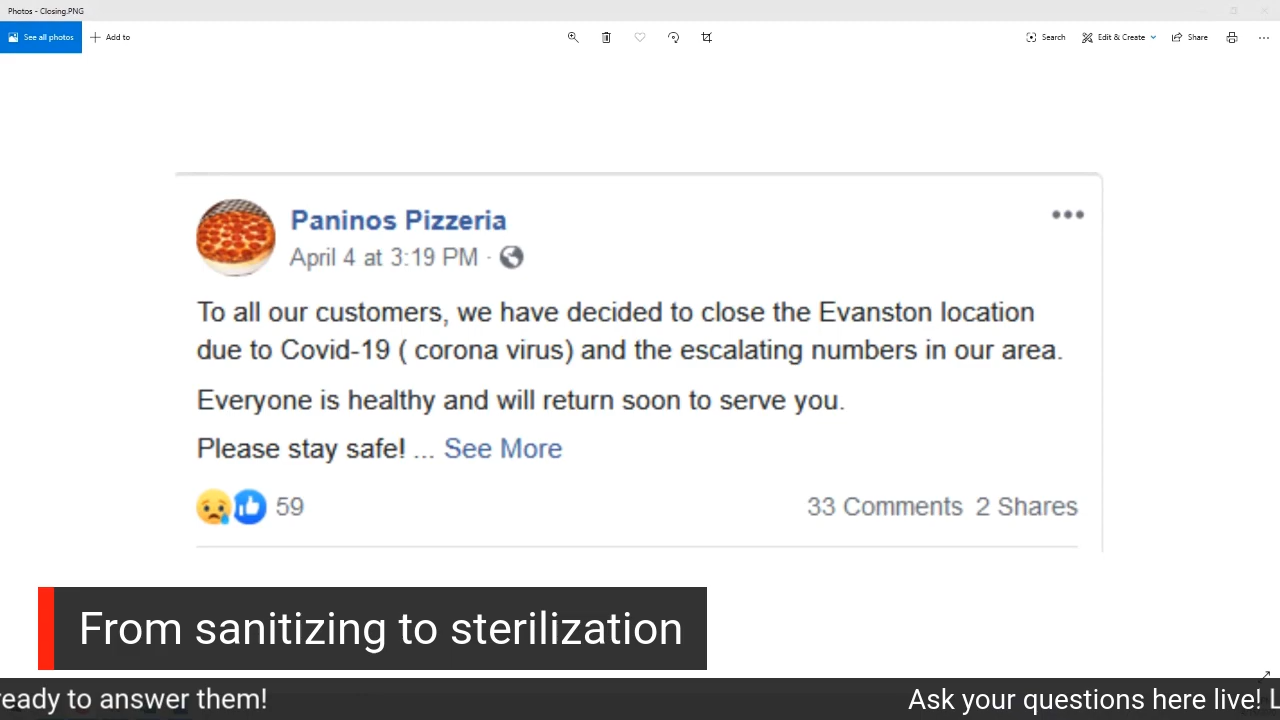 Photos - Closing.PNG
See all photos
Add to
Search
Edit & Create
Share
Paninos Pizzeria
April 4 at 3:19 PM ·
To all our customers, we have decided to close the Evanston location
due to Covid-19 ( corona virus) and the escalating numbers in our area.
Everyone is healthy and will return soon to serve you.
Please stay safe! ... See More
59
33 Comments 2 Shares
From sanitizing to sterilization
ready to answer them!
Ask your questions here live! L